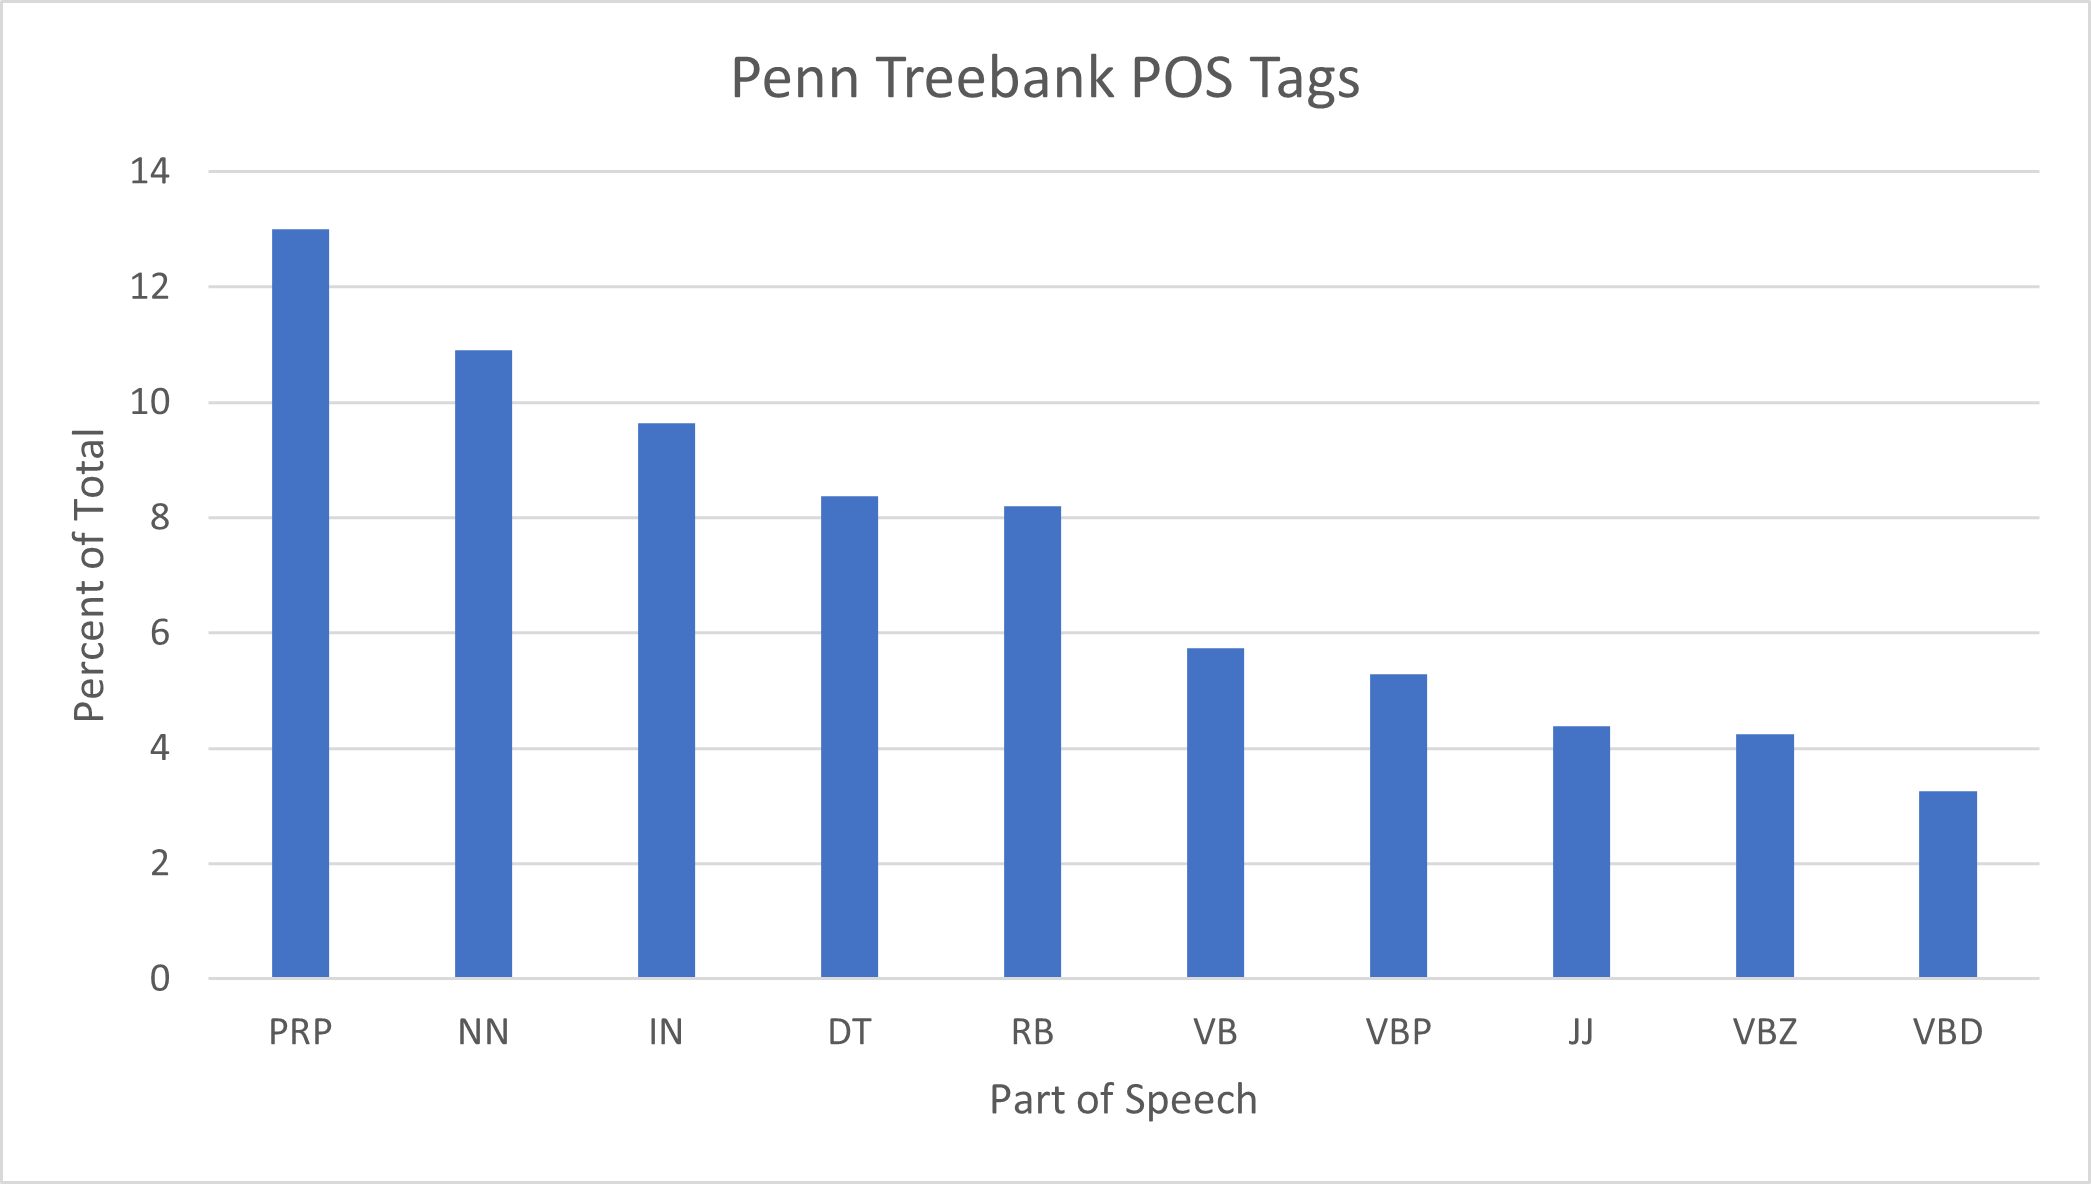 Penn Treebank POS Tags
14
12
10
8
6
4
2
0
Percent of Total
PRP NN IN DT RB VB VBP JJ VBZ VBD
Part of Speech